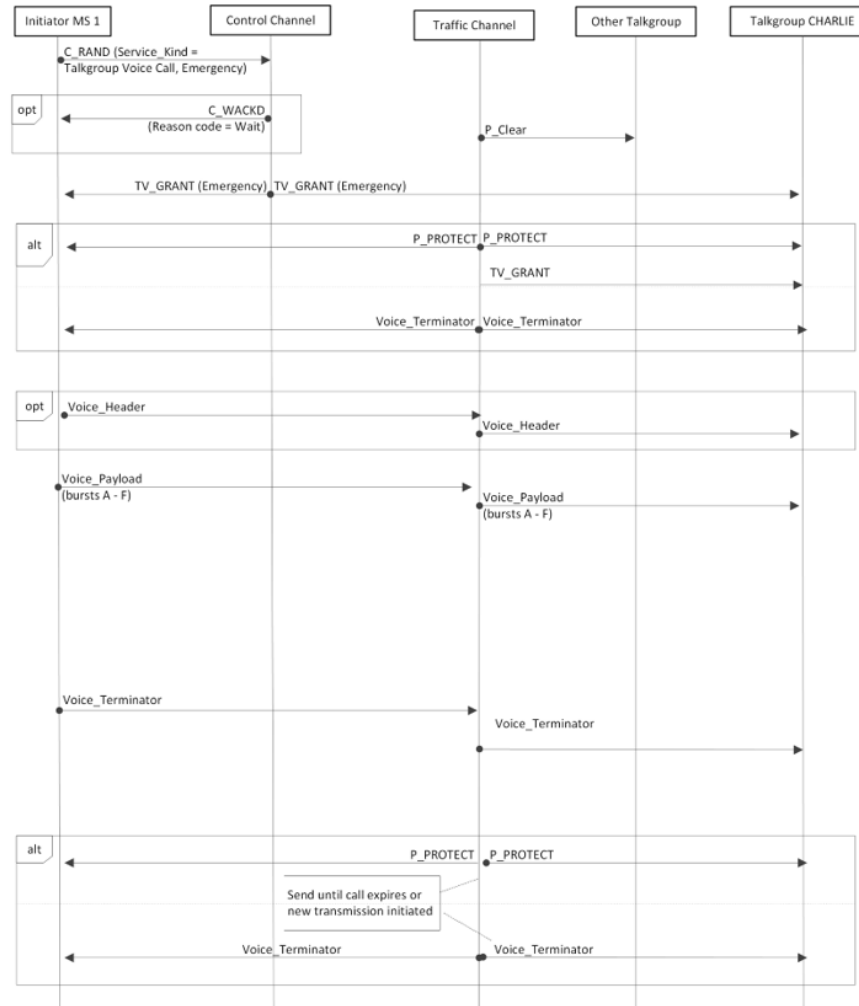 Initiator MS 1
Control Channel
Traffic Channel
Other Talkgroup
Talkgroup CHARLIE
C_RAND (Service_Kind =
Talkgroup Voice Call, Emergency)
opt
C_WACKD
(Reason code = Wait)
P_Clear
TV_GRANT (Emergency)
TV_GRANT (Emergency)
alt
P_PROTECT
P_PROTECT
TV_GRANT
Voice_Terminator
Voice_Terminator
opt
Voice_Header
Voice_Header
Voice_Payload
(bursts A - F)
Voice_Payload
(bursts A - F)
Voice_Terminator
Voice_Terminator
alt
P_PROTECT
P_PROTECT
Send until call expires or
new transmission initiated
Voice_Terminator
Voice_Terminator